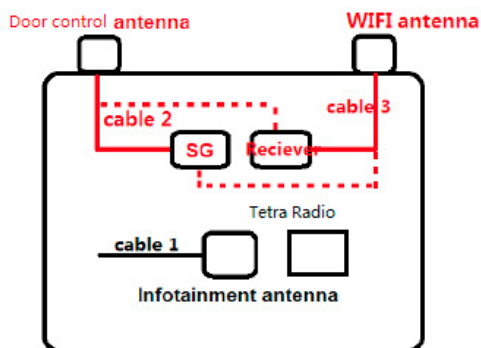 Door control antenna
WIFI antenna
cable 2
cable 3
SG
Reciever
Tetra Radio
cable 1
Infotainment antenna